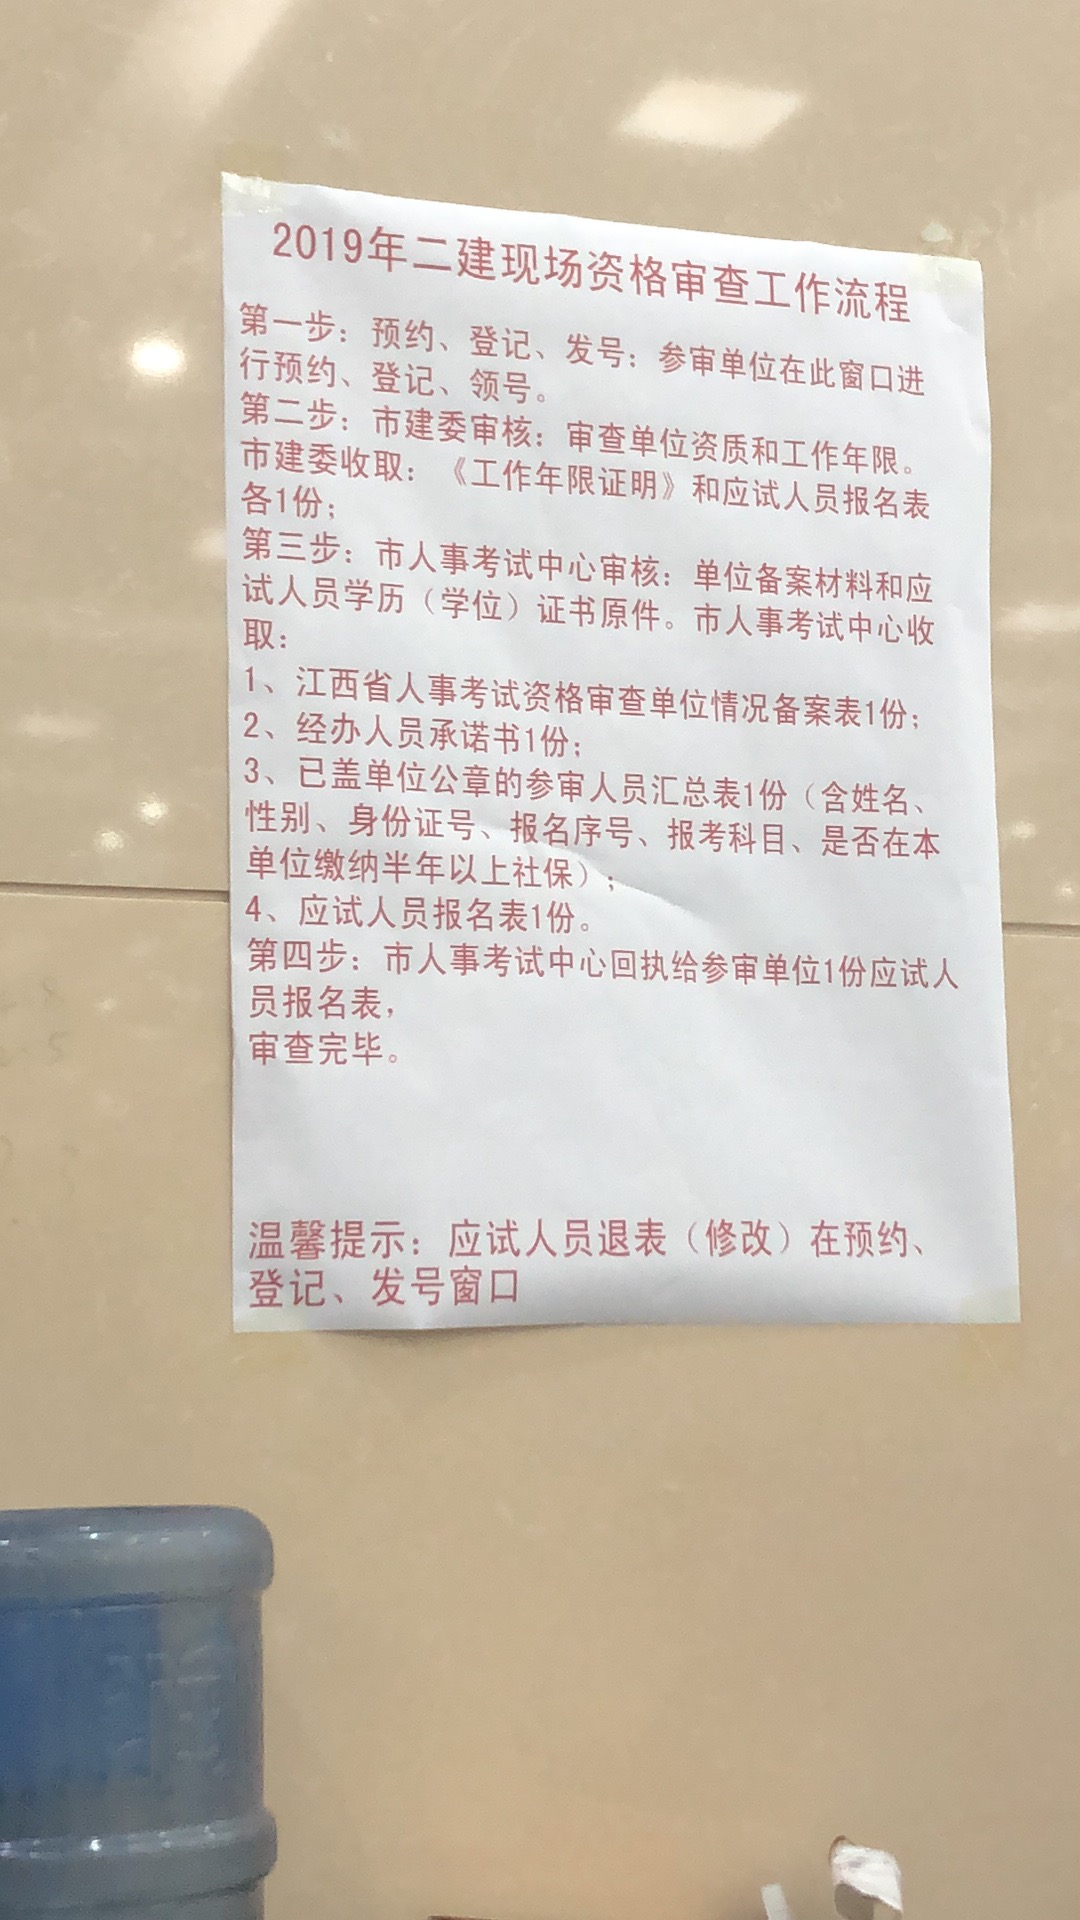 2019年二建现场资格审查工作流程
第一步：预约、登记、发号；参审单位在此窗口进
行预约、登记、领号。
第二步：市建委审核：审查单位资质和工作年限。
市建委收取：《工作年限证明》和应试人员报名表
各1份；
第三步：市人事考试中心审核：单位备案材料和应
试人员学历（学位）证书原件。市人事考试中心收
取：
1、江西省人事考试资格审查单位情况备案表1份；
2、经办人员承诺书1份；
3、已盖单位公章的参审人员汇总表1份（含姓名、
性别、身份证号、报名序号、报考科目、是否在本
单位缴纳半年以上社保）；
4、应试人员报名表1份。
第四步：市人事考试中心回执给参审单位1份应试人
员报名表，
审查完毕。
温馨提示：应试人员退表（修改）在预约、
登记、发号窗口